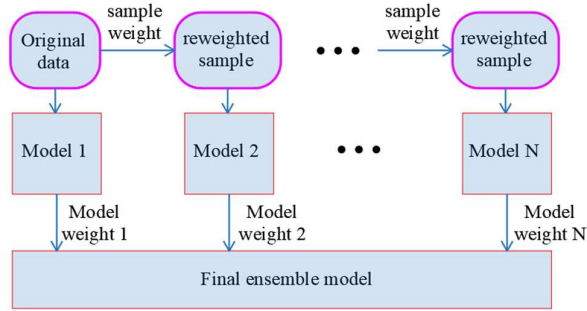 sample
weight
sample
weight
Original
data
reweighted
sample
reweighted
sample
Model 1
Model 2
Model N
Model
weight 1
Model
weight 2
Model
weight N
Final ensemble model